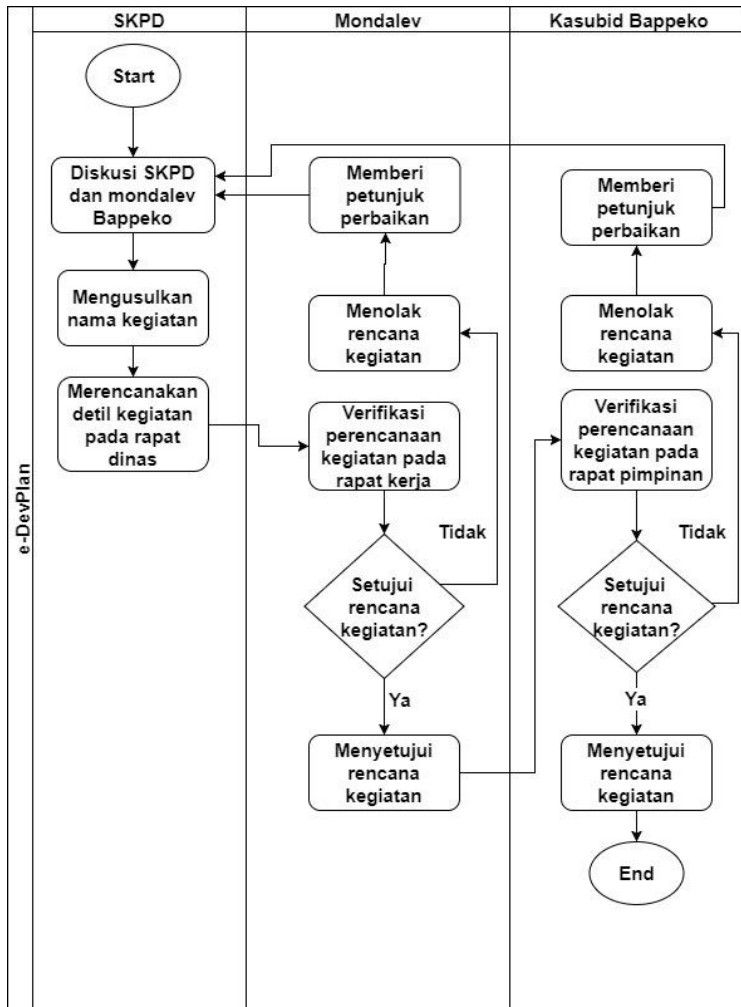 SKPD
Mondalev
Kasubid Bappeko
e-DevPlan
Start
Diskusi SKPD
dan mondalev
Bappeko
Mengusulkan
nama kegiatan
Merencanakan
detil kegiatan
pada rapat
dinas
Memberi
petunjuk
perbaikan
Menolak
rencana
kegiatan
Verifikasi
perencanaan
kegiatan pada
rapat kerja
Tidak
Setujui
rencana
kegiatan?
Ya
Menyetujui
rencana
kegiatan
Memberi
petunjuk
perbaikan
Menolak
rencana
kegiatan
Verifikasi
perencanaan
kegiatan pada
rapat pimpinan
Tidak
Setujui
rencana
kegiatan?
Ya
Menyetujui
rencana
kegiatan
End